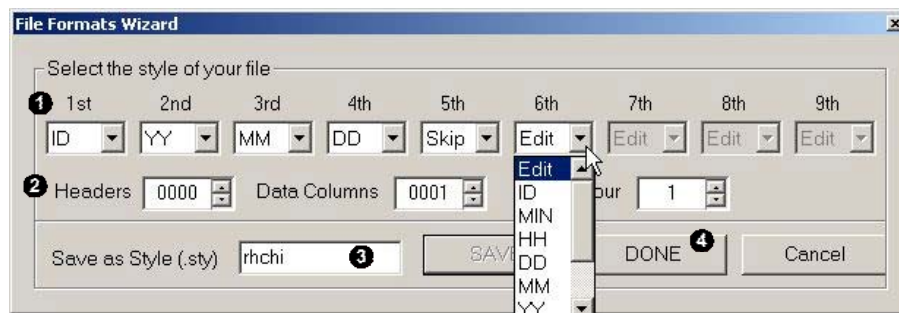 File Formats Wizard
Select the style of your file
1 1st 2nd 3rd 4th 5th 6th 7th 8th 9th
ID YY MM DD Skip Edit Edit Edit Edit
Edit
2 Headers 0000 Data Columns 0001 ID our 1
MIN
HH
3 Save as Style (.sty) rhchi SAV DD DONE 4 Cancel
MM
YY